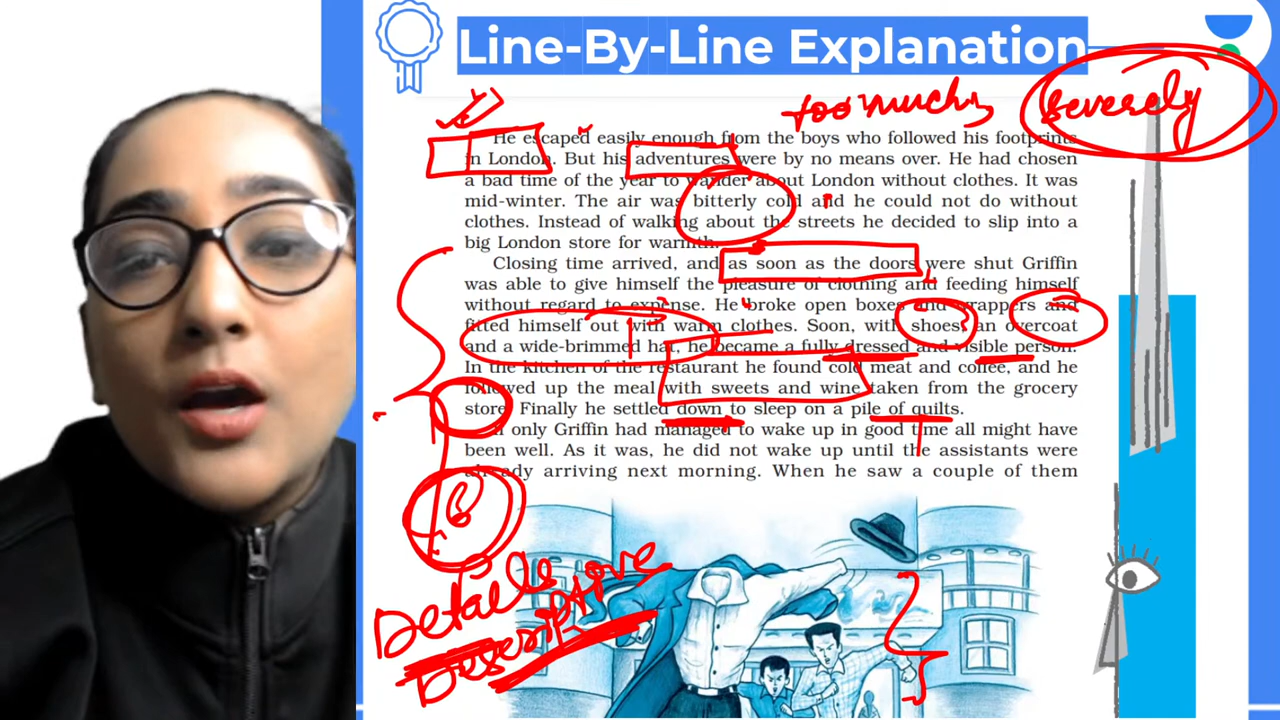 Line-By-Line Explanation
too much, severely
He escaped easily enough from the boys who followed his footprints
in London. But his adventures were by no means over. He had chosen
a bad time of the year to wander about London without clothes. It was
mid-winter. The air was bitterly cold and he could not do without
clothes. Instead of walking about the streets he decided to slip into a
big London store for warmth.
Closing time arrived, and as soon as the doors were shut Griffin
was able to give himself the pleasure of clothing and feeding himself
without regard to expense. He broke open boxes and wrappers and
fitted himself out with warm clothes. Soon, with shoes, an overcoat
and a wide-brimmed hat, he became a fully dressed and visible person.
In the kitchen of the restaurant he found cold meat and coffee, and he
followed up the meal with sweets and wine taken from the grocery
store. Finally he settled down to sleep on a pile of quilts.
only Griffin had managed to wake up in good time all might have
been well. As it was, he did not wake up until the assistants were
already arriving next morning. When he saw a couple of them
Details
Descriptive